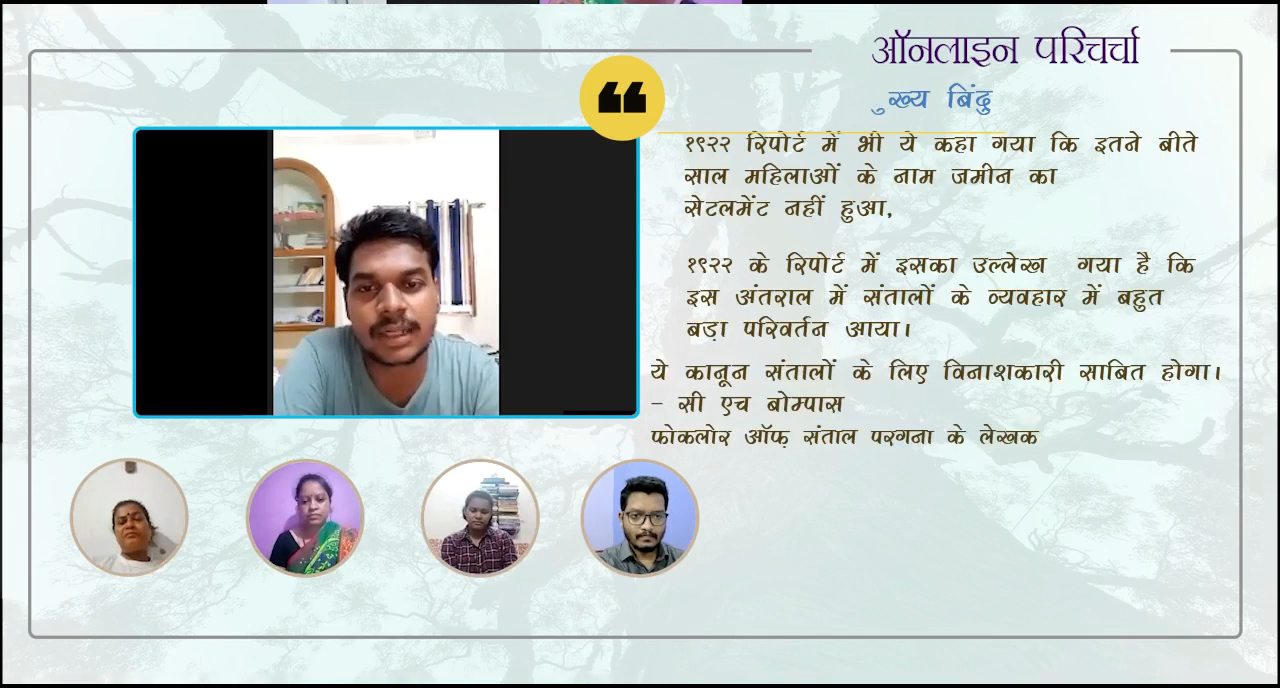 ऑनलाइन परिचर्चा
ुख्य बिंदु
१९२२ रिपोर्ट में भी ये कहा गया कि इतने बीते
साल महिलाओं के नाम जमीन का
सेटलमेंट नहीं हुआ,
१९२२ के रिपोर्ट में इसका उल्लेख गया है कि
इस अंतराल में संतालों के व्यवहार में बहुत
बड़ा परिवर्तन आया।
ये कानून संतालों के लिए विनाशकारी साबित होगा।
- सी एच बोम्पास
फोकलोर ऑफ़ संताल परगना के लेखक